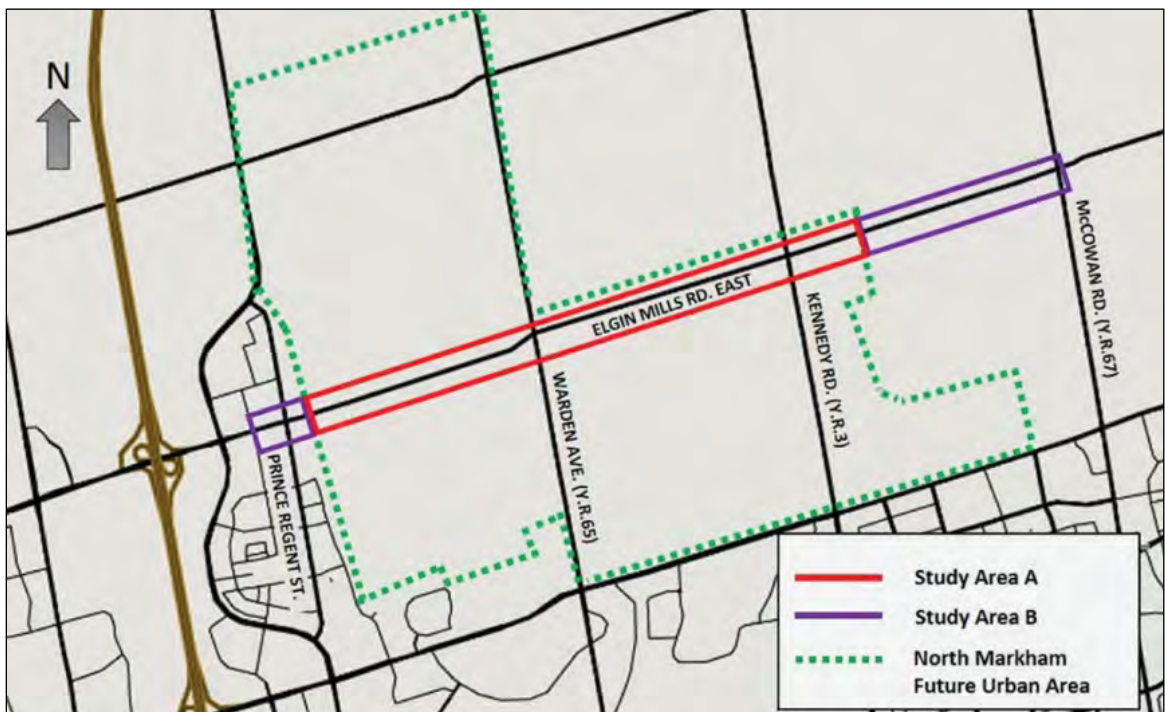 N
McCOWAN RD. (Y.R.67)
ELGIN MILLS RD. EAST
KENNEDY RD. (Y.R.3)
WARDEN AVE. (Y.R.65)
PRINCE REGENT ST.
Study Area A
Study Area B
North Markham
Future Urban Area